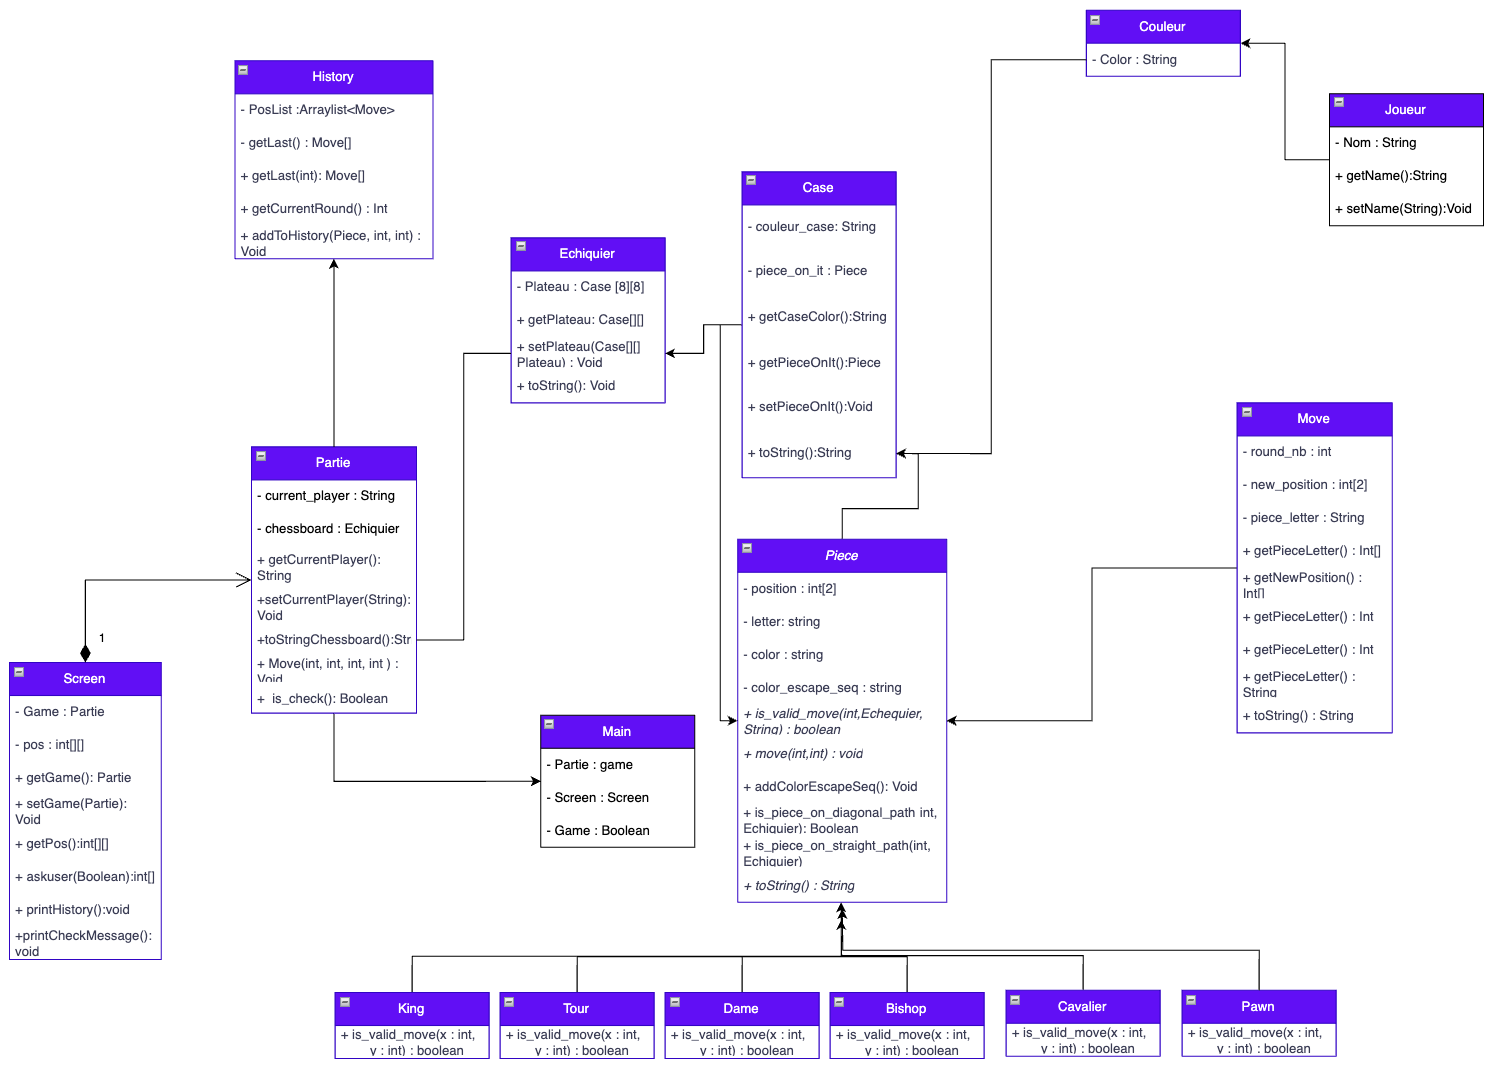 Couleur
- Color : String
History
- PosList :Arraylist<Move>
- getLast() : Move[]
+ getLast(int): Move[]
+ getCurrentRound() : Int
+ addToHistory(Piece, int, int) :
Void
Joueur
- Nom : String
+ getName():String
+ setName(String):Void
Case
- couleur_case: String
- piece_on_it : Piece
+ getCaseColor():String
+ getPieceOnIt():Piece
+ setPieceOnIt():Void
+ toString():String
Echiquier
- Plateau : Case [8][8]
+ getPlateau: Case[][]
+ setPlateau(Case[][]
Plateau) : Void
+ toString(): Void
Move
- round_nb : int
- new_position : int[2]
- piece_letter : String
+ getPieceLetter() : Int[]
+ getNewPosition() :
Int[]
+ getPieceLetter() : Int
+ getPieceLetter() : Int
+ getPieceLetter() :
String
+ toString() : String
Partie
- current_player : String
- chessboard : Echiquier
+ getCurrentPlayer():
String
+setCurrentPlayer(String):
Void
+toStringChessboard():Str
+ Move(int, int, int, int ) :
Void
+ is_check(): Boolean
Piece
- position : int[2]
- letter: string
- color : string
- color_escape_seq : string
+ is_valid_move(int,Echequier,
String) : boolean
+ move(int,int) : void
+ addColorEscapeSeq(): Void
+ is_piece_on_diagonal_path int,
Echiquier): Boolean
+ is_piece_on_straight_path(int,
Echiquier)
+ toString() : String
1
Screen
- Game : Partie
- pos : int[][]
+ getGame(): Partie
+ setGame(Partie):
Void
+ getPos():int[][]
+ askuser(Boolean):int[]
+ printHistory():void
+printCheckMessage():
void
Main
- Partie : game
- Screen : Screen
- Game : Boolean
King
+ is_valid_move(x : int,
y : int) : boolean
Tour
+ is_valid_move(x : int,
y : int) : boolean
Dame
+ is_valid_move(x : int,
y : int) : boolean
Bishop
+ is_valid_move(x : int,
y : int) : boolean
Cavalier
+ is_valid_move(x : int,
y : int) : boolean
Pawn
+ is_valid_move(x : int,
y : int) : boolean